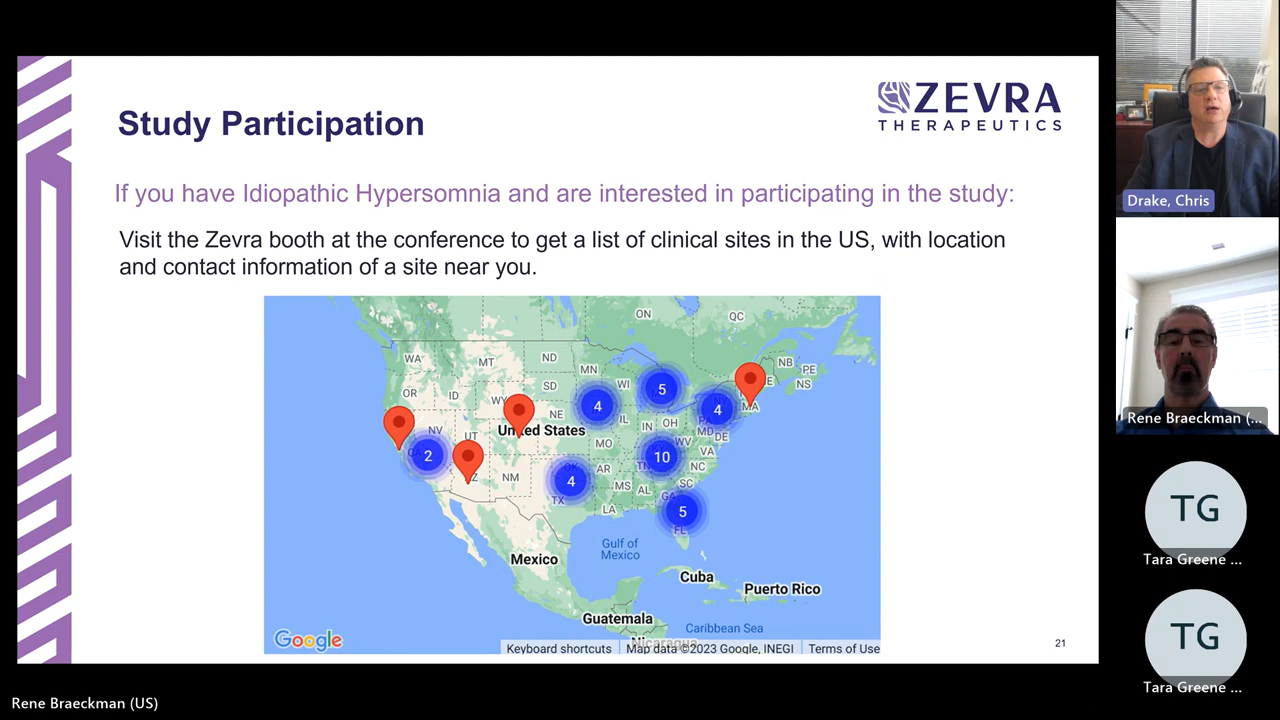 Study Participation
ZEVRA
THERAPEUTICS
If you have Idiopathic Hypersomnia and are interested in participating in the study:
Visit the Zevra booth at the conference to get a list of clinical sites in the US, with location
and contact information of a site near you.
ON
QC
WA
MT
ND
MN
NB
PE
NS
OR
ID
SD
WI
5
WY
4
NE
IL
4
MA
United States
IN
OH
PA
MD
DE
NV
UT
CA
2
MO
10
WV
VA
TN
NC
NM
OK
4
AR
MS
AL
GA
SC
TX
LA
5
FL
Gulf of
Mexico
Mexico
Cuba
Puerto Rico
Guatemala
Caribbean Sea
Nicaragua
Google
Keyboard shortcuts
Map data ©2023 Google, INEGI
Terms of Use
21
Drake, Chris
Rene Braeckman (...
TG
Tara Greene ...
TG
Tara Greene ...
Rene Braeckman (US)